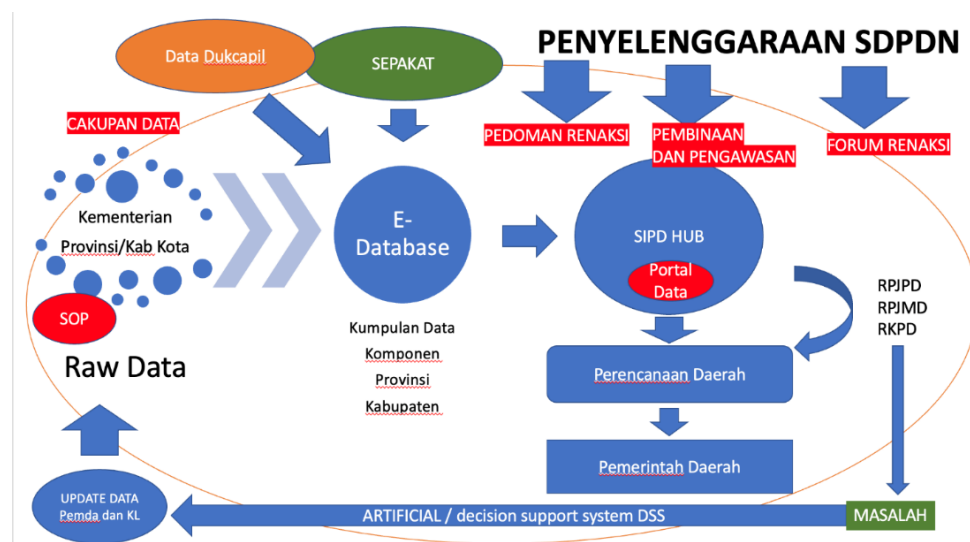 PENYELENGGARAAN SDPDN
Data Dukcapil
SEPAKAT
CAKUPAN DATA
PEDOMAN RENAKSI
PEMBINAAN
DAN PENGAWASAN
FORUM RENAKSI
Kementerian
Provinsi/Kab Kota
SOP
Raw Data
E-
Database
Kumpulan Data
Komponen
Provinsi
Kabupaten
SIPD HUB
Portal
Data
RPJPD
RPJMD
RKPD
Perencanaan Daerah
Pemerintah Daerah
UPDATE DATA
Pemda dan KL
ARTIFICIAL / decision support system DSS
MASALAH